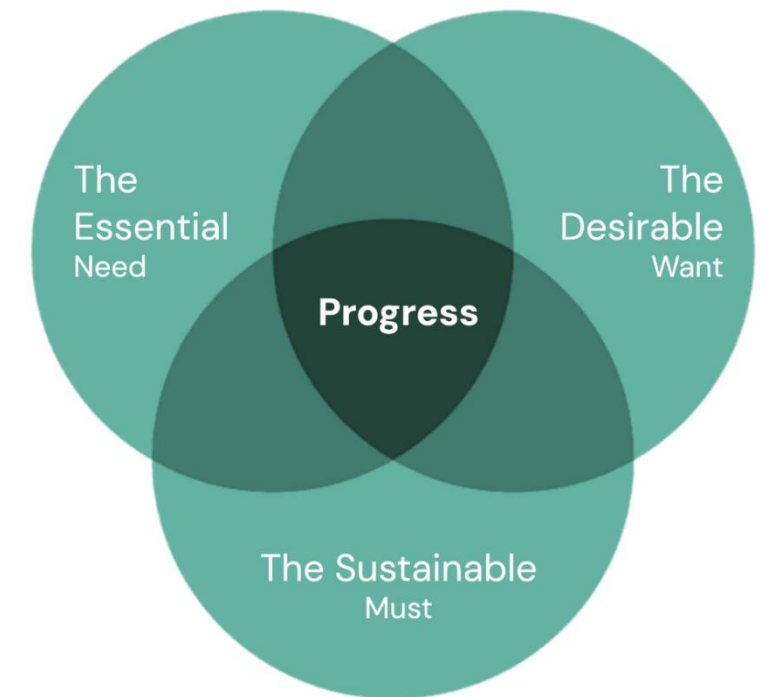 The
Essential
Need
The
Desirable
Want
Progress
The Sustainable
Must